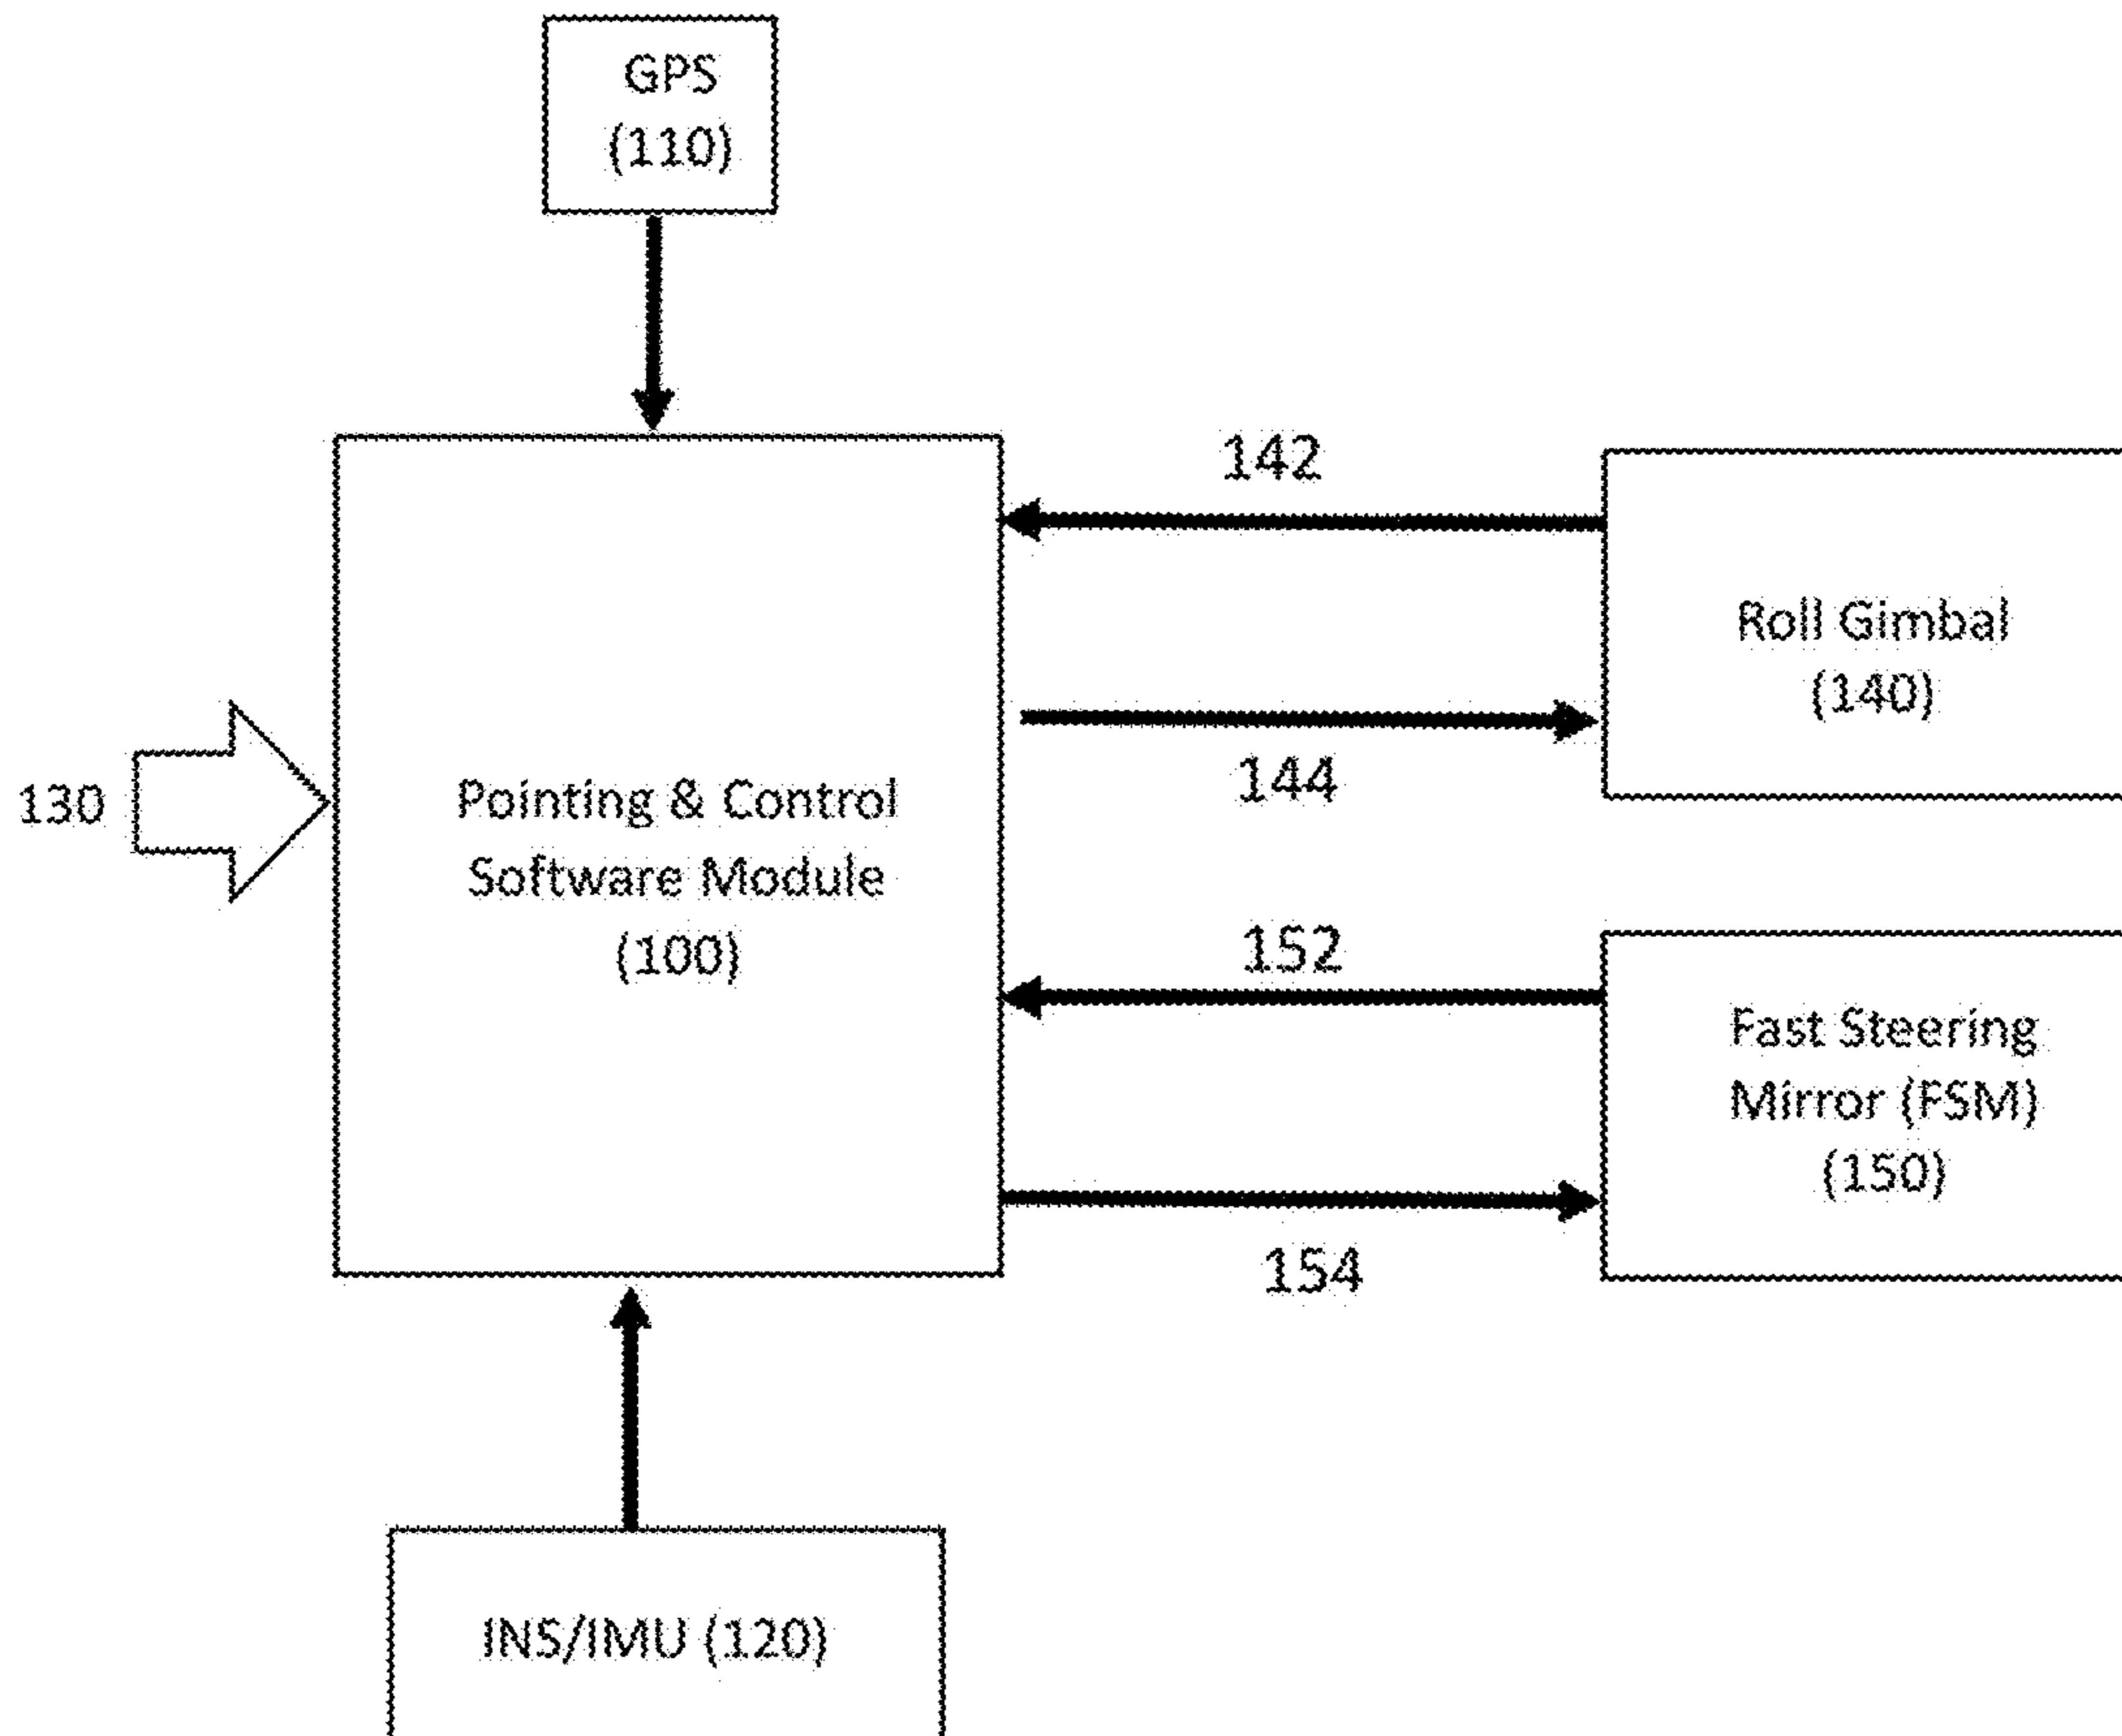 GPS
(110)
142
Roll Gimbal
(140)
144
130
Pointing & Control
Software Module
(100)
152
Fast Steering
Mirror (FSM)
(150)
154
INS/IMU (120)